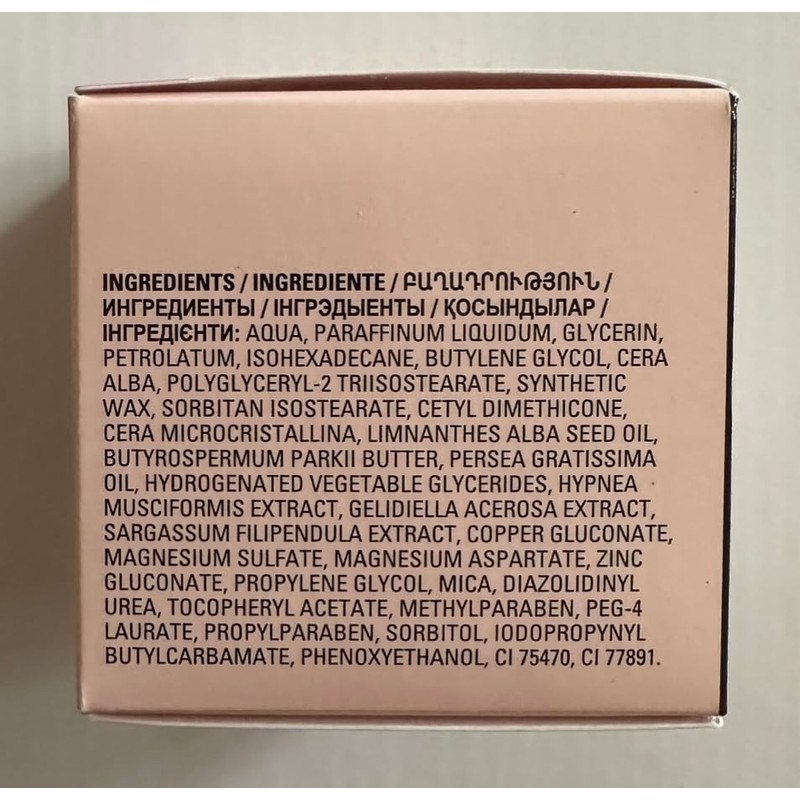 INGREDIENTS / INGREDIENTE / ԲԱՂԱԴՐՈՒԹՅՈՒՆ /
ИНГРЕДИЕНТЫ / ІНГРЭДЫЕНТЫ / ҚОСЫНДЫЛАР /
ІНГРЕДІЄНТИ: AQUA, PARAFFINUM LIQUIDUM, GLYCERIN,
PETROLATUM, ISOHEXADECANE, BUTYLENE GLYCOL, CERA
ALBA, POLYGLYCERYL-2 TRIISOSTEARATE, SYNTHETIC
WAX, SORBITAN ISOSTEARATE, CETYL DIMETHICONE,
CERA MICROCRISTALLINA, LIMNANTHES ALBA SEED OIL,
BUTYROSPERMUM PARKII BUTTER, PERSEA GRATISSIMA
OIL, HYDROGENATED VEGETABLE GLYCERIDES, HYPNEA
MUSCIFORMIS EXTRACT, GELIDIELLA ACEROSA EXTRACT,
SARGASSUM FILIPENDULA EXTRACT, COPPER GLUCONATE,
MAGNESIUM SULFATE, MAGNESIUM ASPARTATE, ZINC
GLUCONATE, PROPYLENE GLYCOL, MICA, DIAZOLIDINYL
UREA, TOCOPHERYL ACETATE, METHYLPARABEN, PEG-4
LAURATE, PROPYLPARABEN, SORBITOL, IODOPROPYNYL
BUTYLCARBAMATE, PHENOXYETHANOL, CI 75470, CI 77891.